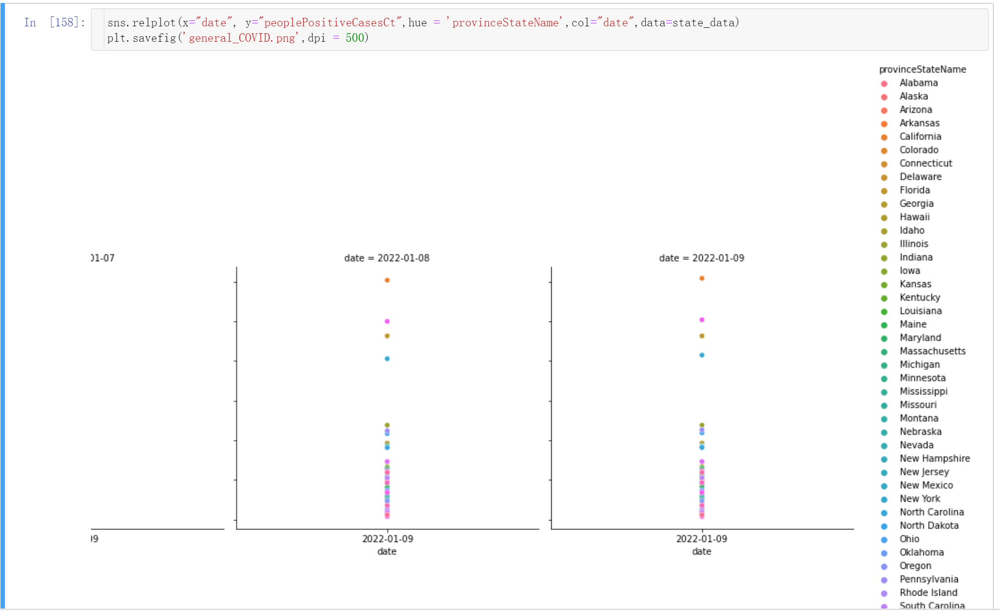 In [158]:
sns.relplot(x="date", y="peoplePositiveCasesCt",hue = 'provinceStateName',col="date",data=state_data)
plt.savefig('general_COVID.png',dpi = 500)
provinceStateName
Alabama
Alaska
Arizona
Arkansas
California
Colorado
Connecticut
Delaware
Florida
Georgia
Hawaii
Idaho
Illinois
Indiana
Iowa
Kansas
Kentucky
Louisiana
Maine
Maryland
Massachusetts
Michigan
Minnesota
Mississippi
Missouri
Montana
Nebraska
Nevada
New Hampshire
New Jersey
New Mexico
New York
North Carolina
North Dakota
Ohio
Oklahoma
Oregon
Pennsylvania
Rhode Island
South Carolina
01-07
date = 2022-01-08
date = 2022-01-09
09
2022-01-09
date
2022-01-09
date